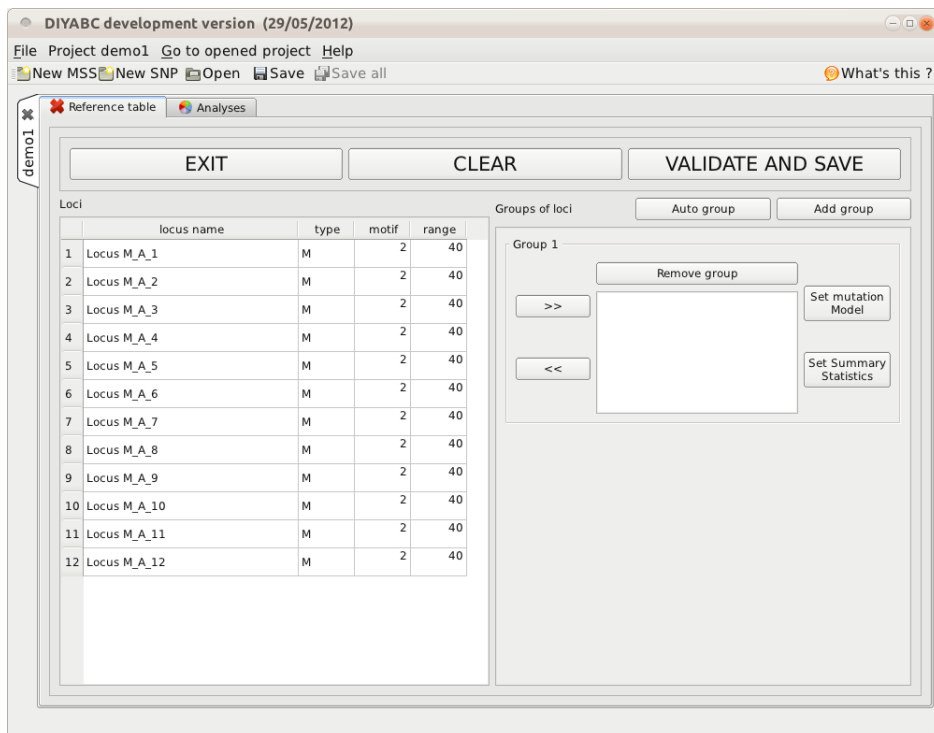 DIYABC development version (29/05/2012)
File Project demo1 Go to opened project Help
New MSS New SNP Open Save Save all What's this ?
demo1
Reference table Analyses
EXIT CLEAR VALIDATE AND SAVE
Loci
Groups of loci Auto group Add group
locus name type motif range
1 Locus M_A_1 M 2 40
2 Locus M_A_2 M 2 40
3 Locus M_A_3 M 2 40
4 Locus M_A_4 M 2 40
5 Locus M_A_5 M 2 40
6 Locus M_A_6 M 2 40
7 Locus M_A_7 M 2 40
8 Locus M_A_8 M 2 40
9 Locus M_A_9 M 2 40
10 Locus M_A_10 M 2 40
11 Locus M_A_11 M 2 40
12 Locus M_A_12 M 2 40
Group 1
Remove group
>>
<<
Set mutation
Model
Set Summary
Statistics